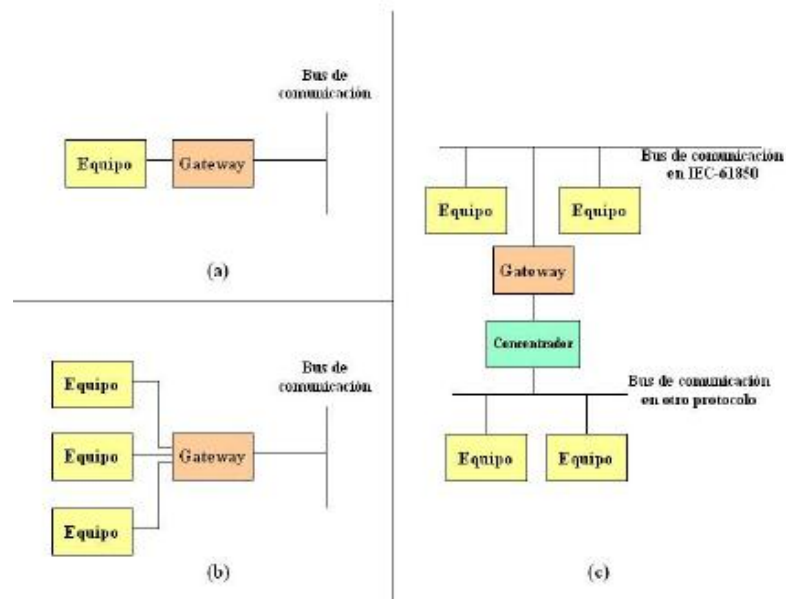 Bus de
comunicación
Equipo
Gateway
(a)
Bus de
comunicación
Equipo
Equipo
Gateway
Equipo
(b)
Bus de comunicación
en IEC-61850
Equipo
Equipo
Gateway
Concentrador
Bus de comunicación
en otro protocolo
Equipo
Equipo
(c)